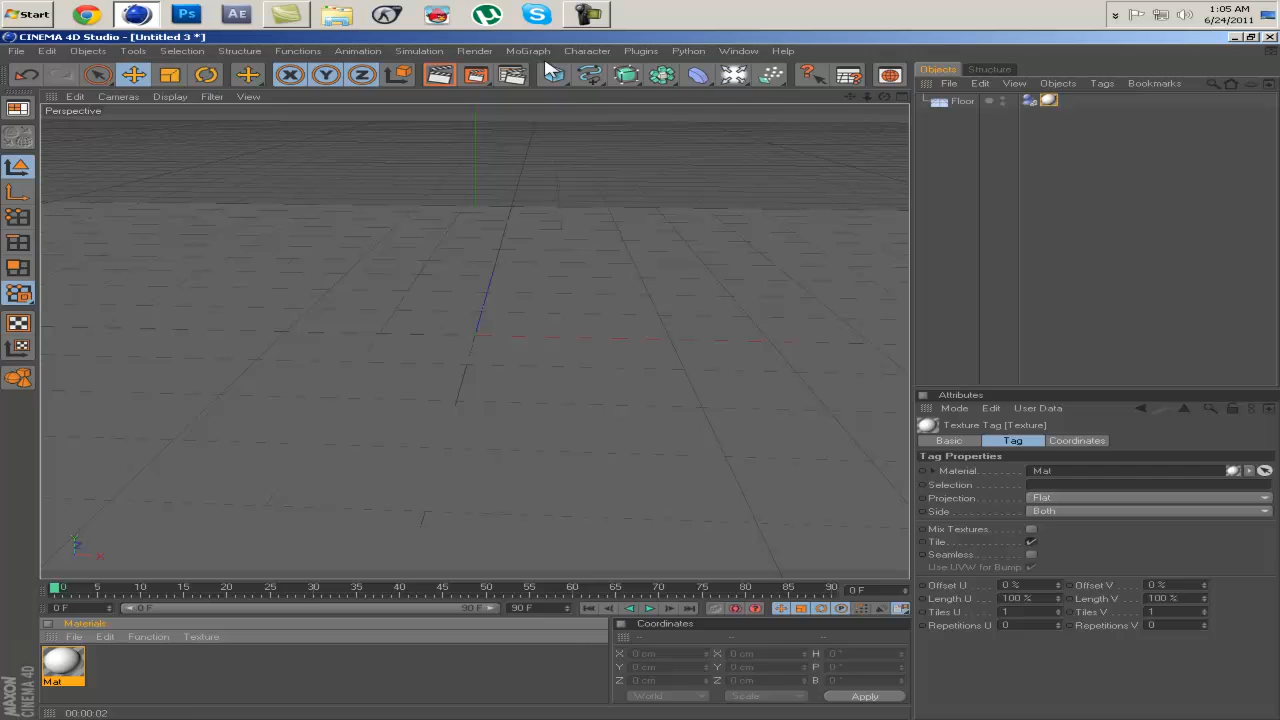 Start
Ps
Ae
1:05 AM
6/24/2011
CINEMA 4D Studio - [Untitled 3 *]
File Edit Objects Tools Selection Structure Functions Animation Simulation Render MoGraph Character Plugins Python Window Help
X Y Z
Objects Structure
Edit Cameras Display Filter View
File Edit View Objects Tags Bookmarks
Perspective
Floor
Attributes
Mode Edit User Data
Texture Tag [Texture]
Basic Tag Coordinates
Tag Properties
Material Mat
Selection
Projection Flat
Side Both
Mix Textures
Tile
Seamless
Use UVW for Bump
Offset U 0 % Offset V 0 %
Length U 100 % Length V 100 %
Tiles U 1 Tiles V 1
Repetitions U 0 Repetitions V 0
Y
Z
X
0 5 10 15 20 25 30 35 40 45 50 55 60 65 70 75 80 85 90 0 F
0 F 0 F 90 F 90 F
Materials
File Edit Function Texture
Mat
Coordinates
-- -- --
X 0 cm X 0 cm H 0 °
Y 0 cm Y 0 cm P 0 °
Z 0 cm Z 0 cm B 0 °
World Scale Apply
MAXON
CINEMA 4D
00:00:02